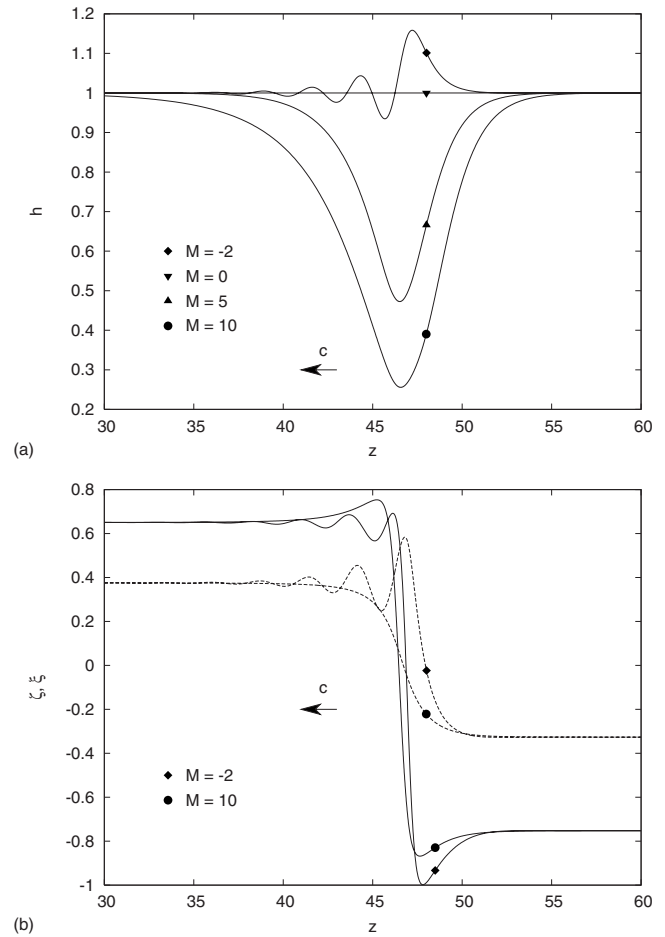 1.2
1.1
1
0.9
0.8
0.7
0.6
0.5
0.4
0.3
0.2
h
M = -2
M = 0
M = 5
M = 10
c
30 35 40 45 50 55 60
z
(a)
0.8
0.6
0.4
0.2
0
-0.2
-0.4
-0.6
-0.8
-1
ζ, ξ
c
M = -2
M = 10
30 35 40 45 50 55 60
z
(b)